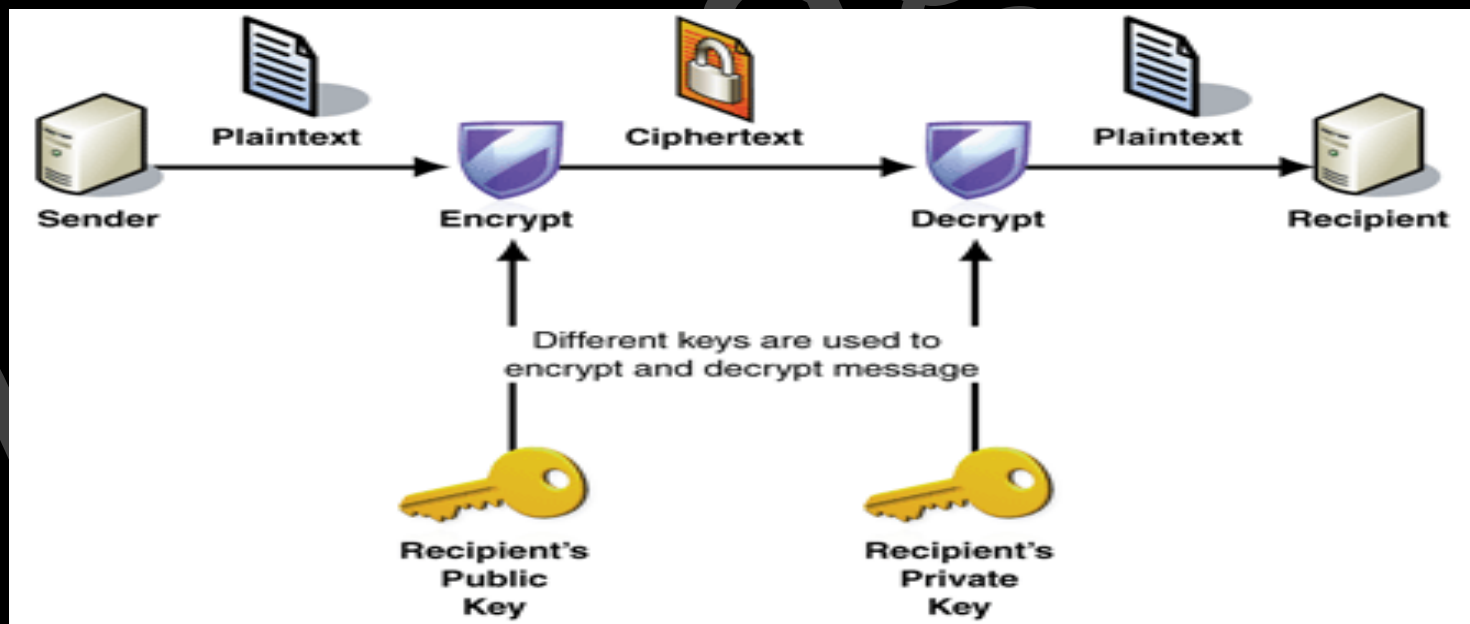 Plaintext
Ciphertext
Plaintext
Sender
Encrypt
Decrypt
Recipient
Different keys are used to
encrypt and decrypt message
Recipient's
Public
Key
Recipient's
Private
Key